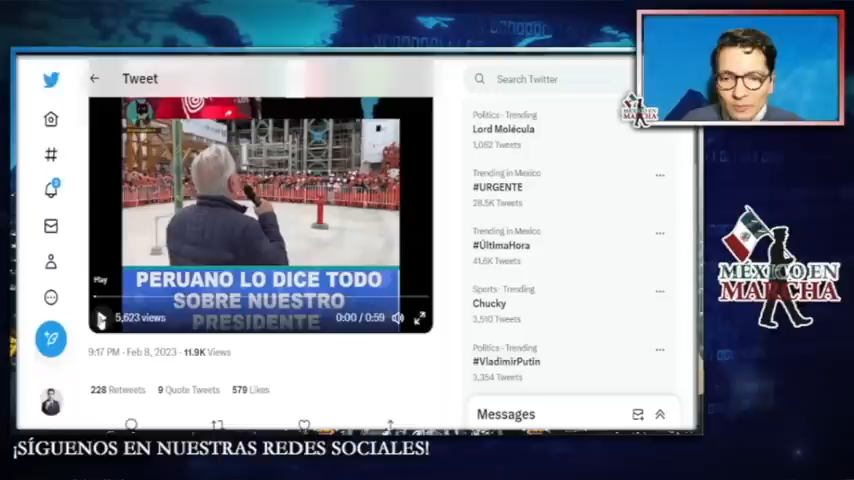 Tweet
Search Twitter
Politics · Trending
Lord Molécula
1,062 Tweets
Trending in Mexico
#URGENTE
28.5K Tweets
Trending in Mexico
#ÚltimaHora
41.6K Tweets
Sports · Trending
Chucky
3,510 Tweets
Politics · Trending
#VladimirPutin
3,354 Tweets
Messages
PERUANO LO DICE TODO
SOBRE NUESTRO
PRESIDENTE
Play
5,623 views
0:00 / 0:59
9:17 PM · Feb 8, 2023 · 11.9K Views
228 Retweets 9 Quote Tweets 579 Likes
MÉXICO EN
MARCHA
¡SÍGUENOS EN NUESTRAS REDES SOCIALES!